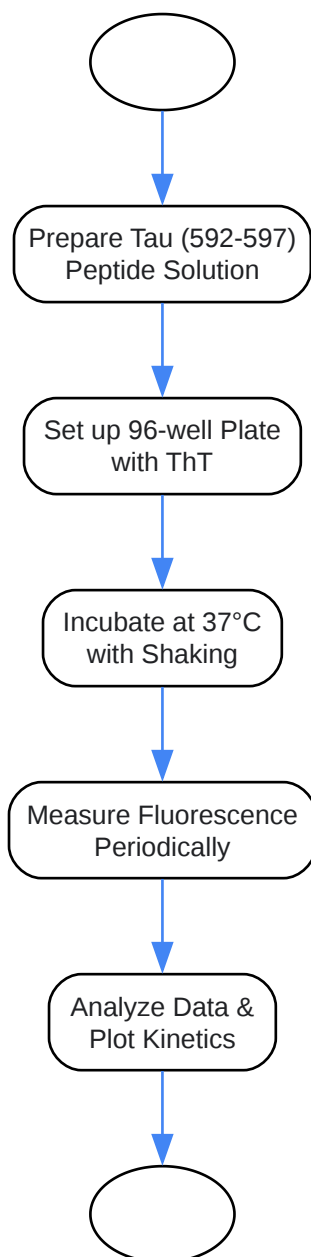 Prepare Tau (592-597)
Peptide Solution
Set up 96-well Plate
with ThT
Incubate at 37°C
with Shaking
Measure Fluorescence
Periodically
Analyze Data &
Plot Kinetics